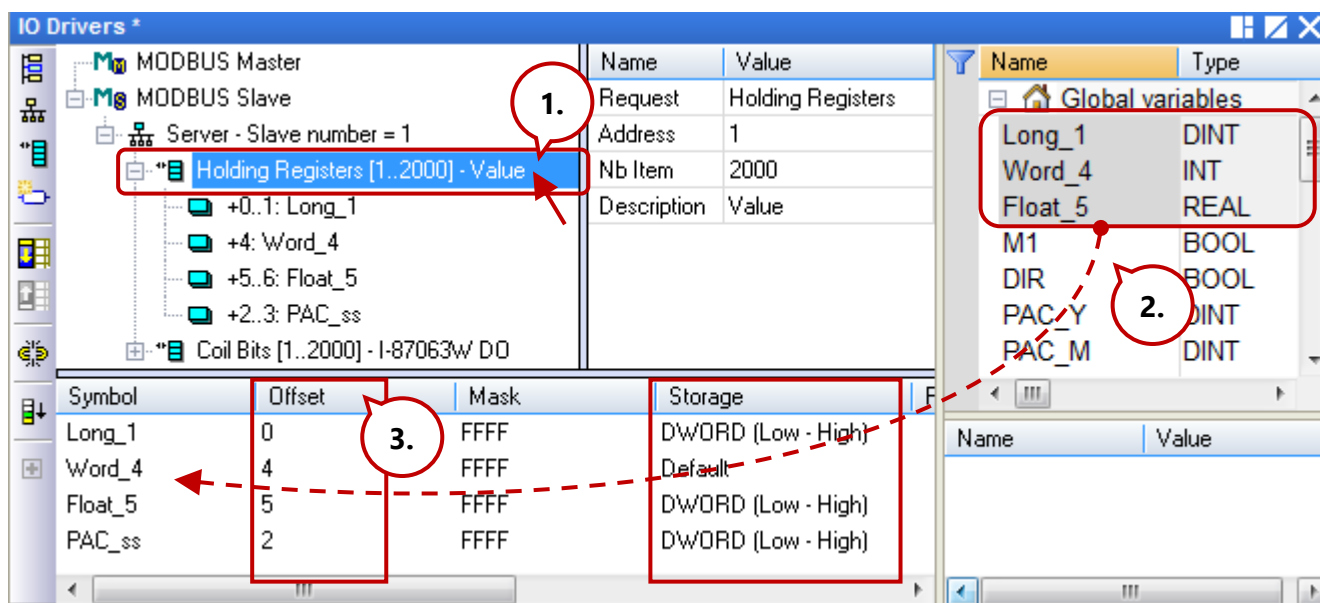 IO Drivers *
MODBUS Master
MODBUS Slave
Server - Slave number = 1
Holding Registers [1..2000] - Value
+0..1: Long_1
+4: Word_4
+5..6: Float_5
+2..3: PAC_ss
Coil Bits [1..2000] - I-87063W DO
1.
Name Value
Request Holding Registers
Address 1
Nb Item 2000
Description Value
Name Type
Global variables
Long_1 DINT
Word_4 INT
Float_5 REAL
M1 BOOL
DIR BOOL
PAC_Y DINT
PAC_M DINT
2.
Symbol Offset Mask Storage
Long_1 0 FFFF DWORD (Low - High)
Word_4 4 FFFF Default
Float_5 5 FFFF DWORD (Low - High)
PAC_ss 2 FFFF DWORD (Low - High)
3.
Name Value